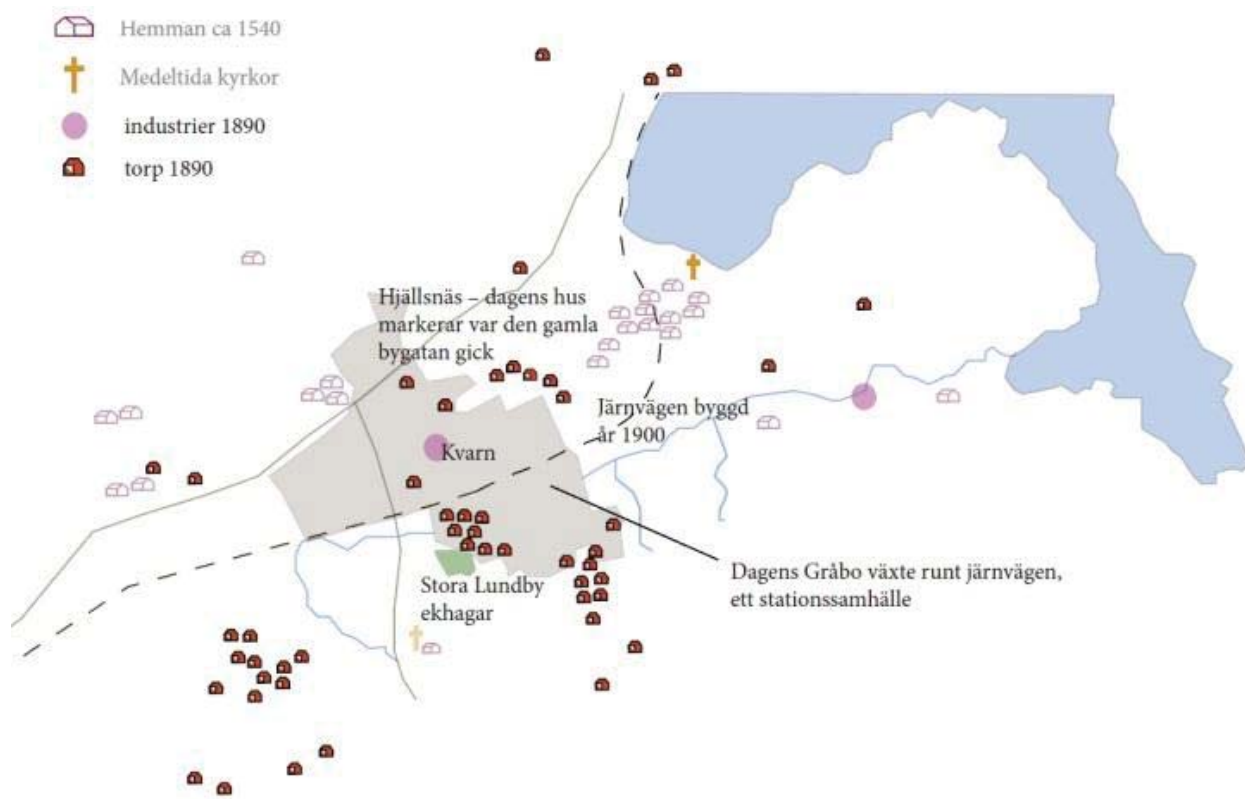 Hemman ca 1540
Medeltida kyrkor
industrier 1890
torp 1890
Hjällsnäs – dagens hus
markerar var den gamla
bygatan gick
Järnvägen byggd
år 1900
Kvarn
Stora Lundby
ekhagar
Dagens Gråbo växte runt järnvägen,
ett stationssamhälle